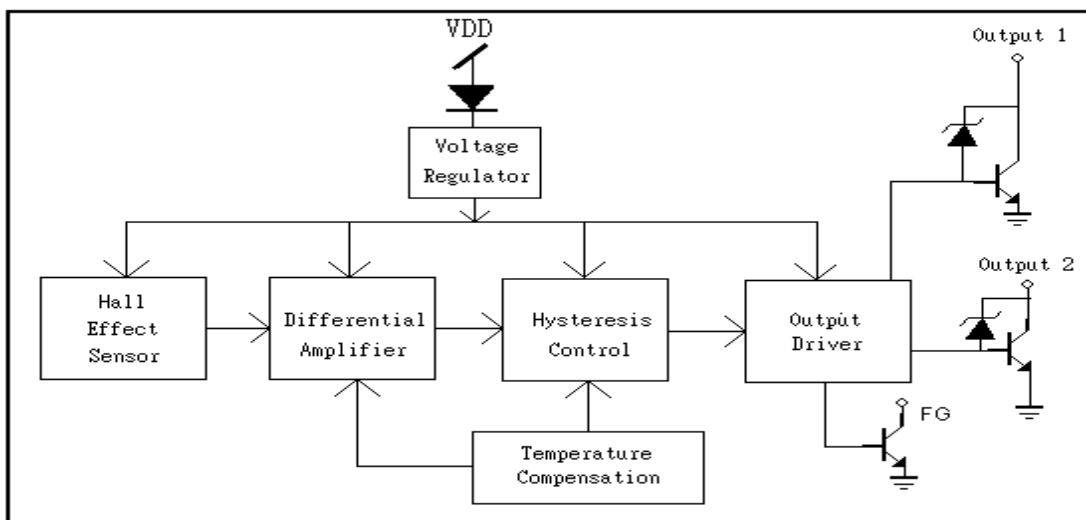 VDD
Output 1
Voltage
Regulator
Output 2
Hall
Effect
Sensor
Differential
Amplifier
Hysteresis
Control
Output
Driver
FG
Temperature
Compensation